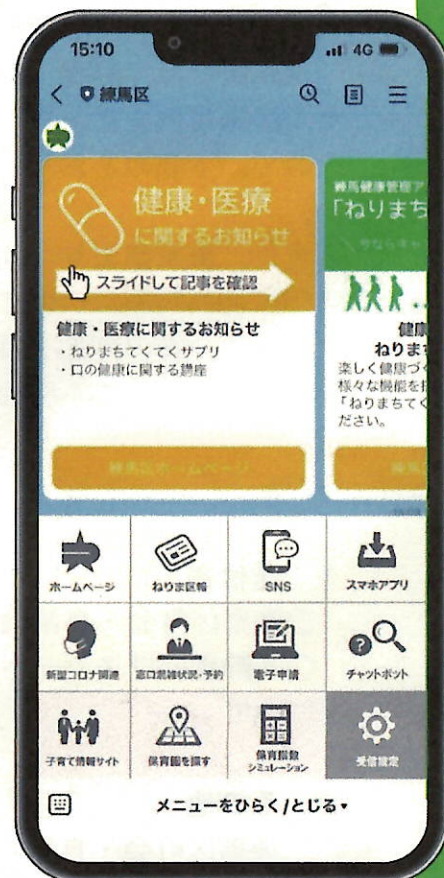 15:10
4G
練馬区
健康・医療
に関するお知らせ
スライドして記事を確認
健康・医療に関するお知らせ
・ねりまちてくてくサプリ
・口の健康に関する講座
練馬区ホームページ
練馬健康管理ア
「ねりまち
今ならキャ
健康
ねりまち
楽しく健康づく
様々な機能を
「ねりまちてく
ださい。
練馬
ホームページ
ねりま区報
SNS
スマホアプリ
新型コロナ関連
窓口混雑状況・予約
電子申請
チャットボット
子育て情報サイト
保育園を探す
保育指数
シミュレーション
受信設定
メニューをひらく/とじる